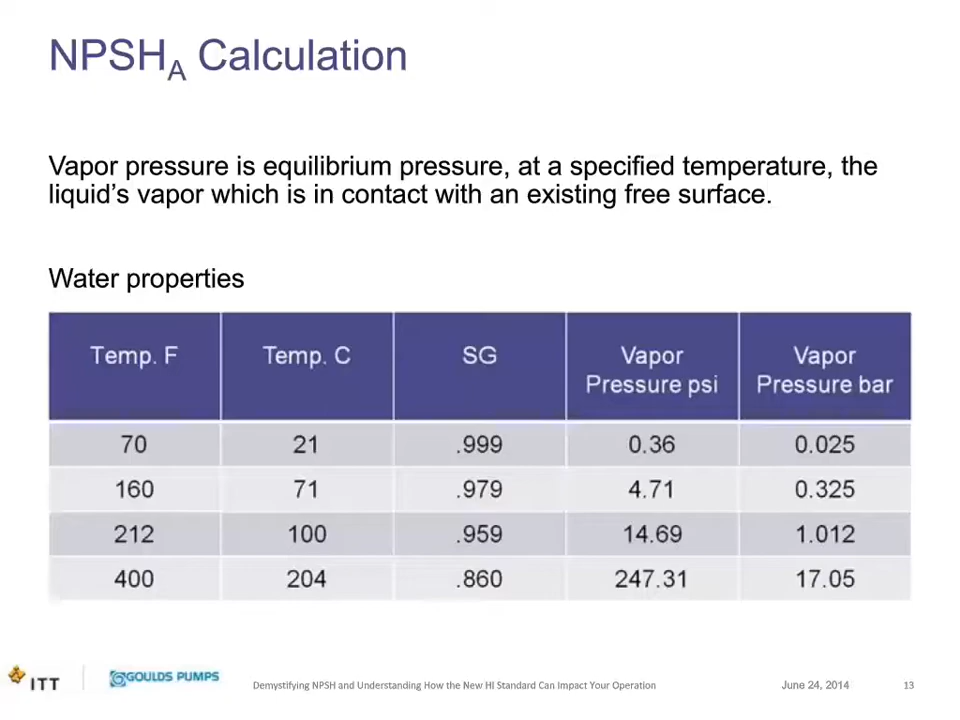 NPSHA Calculation
Vapor pressure is equilibrium pressure, at a specified temperature, the
liquid's vapor which is in contact with an existing free surface.
Water properties
Temp. F Temp. C SG Vapor Pressure psi Vapor Pressure bar
70 21 .999 0.36 0.025
160 71 .979 4.71 0.325
212 100 .959 14.69 1.012
400 204 .860 247.31 17.05
ITT GOULDS PUMPS Demystifying NPSH and Understanding How the New HI Standard Can Impact Your Operation June 24, 2014 13